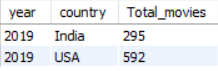 year country Total_movies
2019 India 295
2019 USA 592